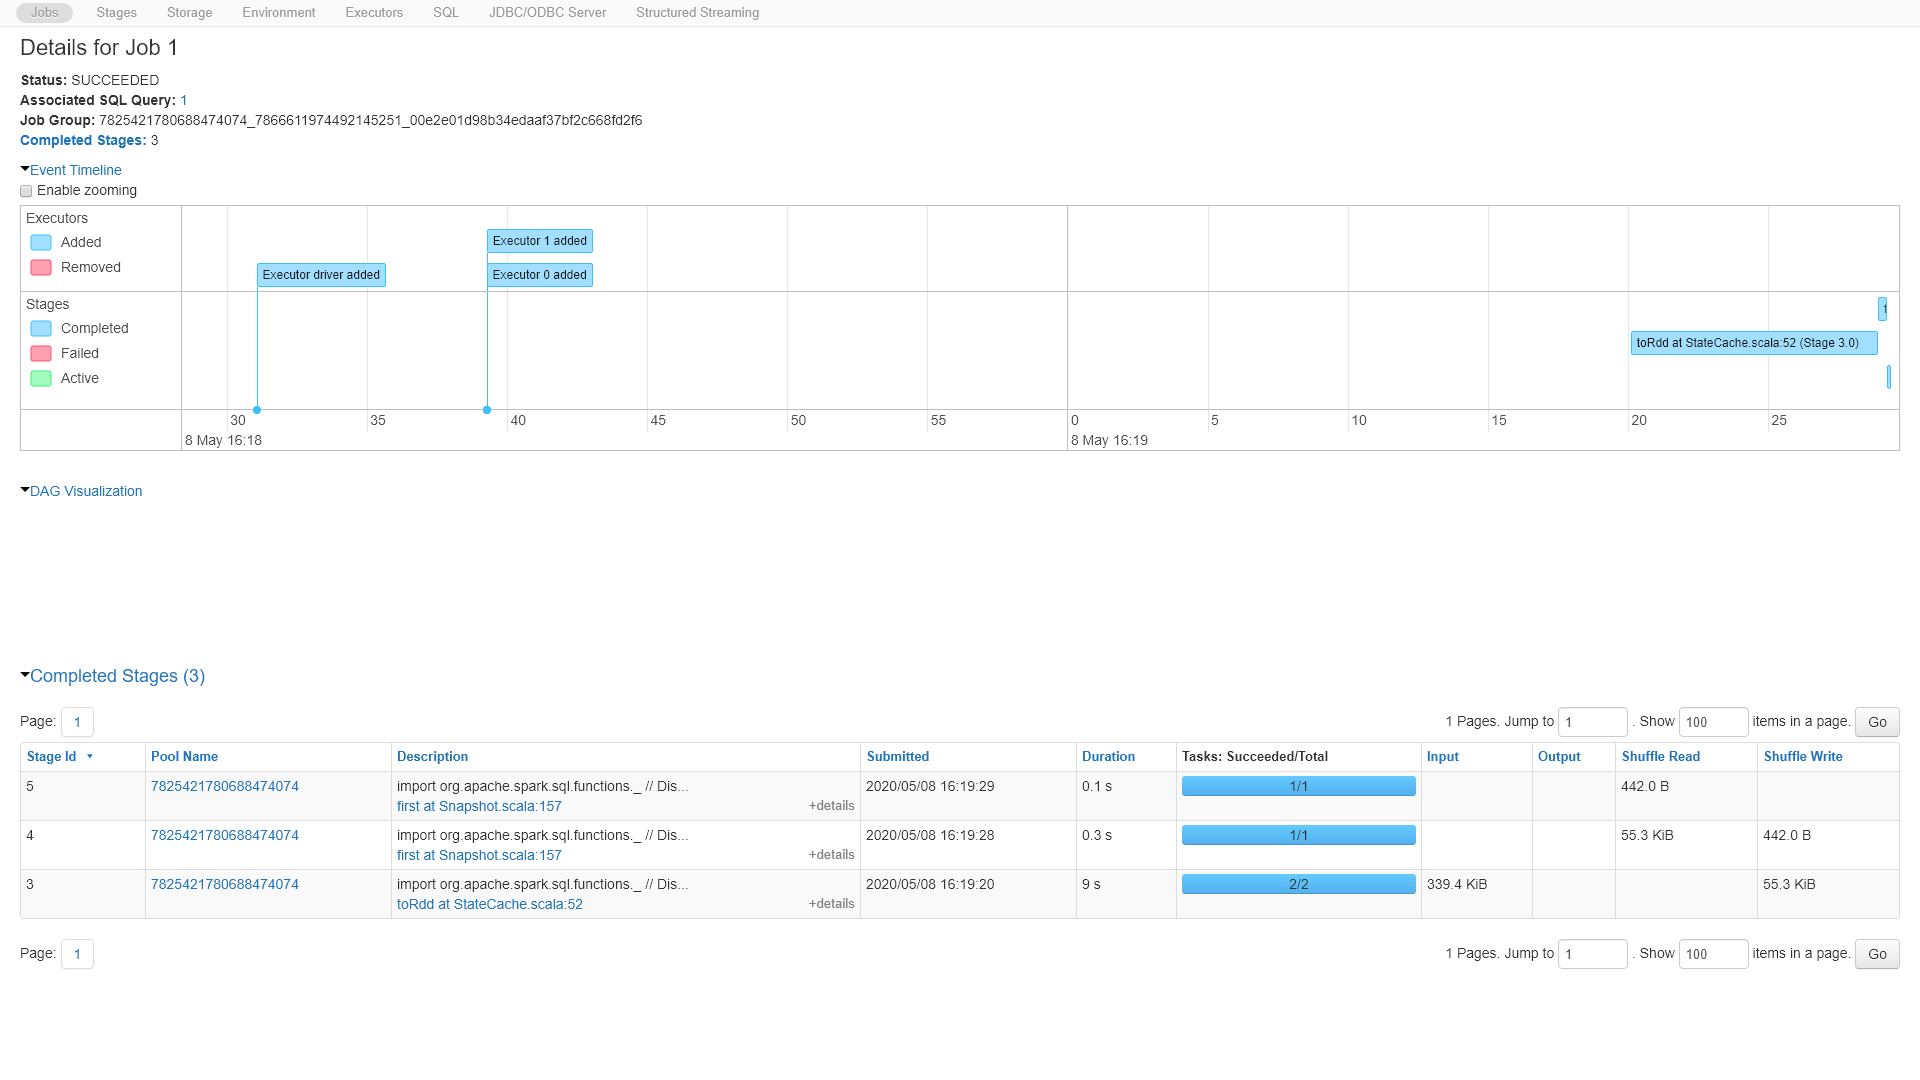 Jobs Stages Storage Environment Executors SQL JDBC/ODBC Server Structured Streaming
Details for Job 1
Status: SUCCEEDED
Associated SQL Query: 1
Job Group: 7825421780688474074_7866611974492145251_00e2e01d98b34edaaf37bf2c668fd2f6
Completed Stages: 3
Event Timeline
Enable zooming
Executors
Added
Removed
Executor 1 added
Executor driver added
Executor 0 added
Stages
Completed
Failed
Active
toRdd at StateCache.scala:52 (Stage 3.0)
30 35 40 45 50 55 0 5 10 15 20 25
8 May 16:18 8 May 16:19
DAG Visualization
Completed Stages (3)
Page: 1 1 Pages. Jump to 1 . Show 100 items in a page. Go
Stage Id Pool Name Description Submitted Duration Tasks: Succeeded/Total Input Output Shuffle Read Shuffle Write
5 7825421780688474074 import org.apache.spark.sql.functions._ // Dis... 2020/05/08 16:19:29 0.1 s 1/1 442.0 B
first at Snapshot.scala:157 +details
4 7825421780688474074 import org.apache.spark.sql.functions._ // Dis... 2020/05/08 16:19:28 0.3 s 1/1 55.3 KiB 442.0 B
first at Snapshot.scala:157 +details
3 7825421780688474074 import org.apache.spark.sql.functions._ // Dis... 2020/05/08 16:19:20 9 s 2/2 339.4 KiB 55.3 KiB
toRdd at StateCache.scala:52 +details
Page: 1 1 Pages. Jump to 1 . Show 100 items in a page. Go